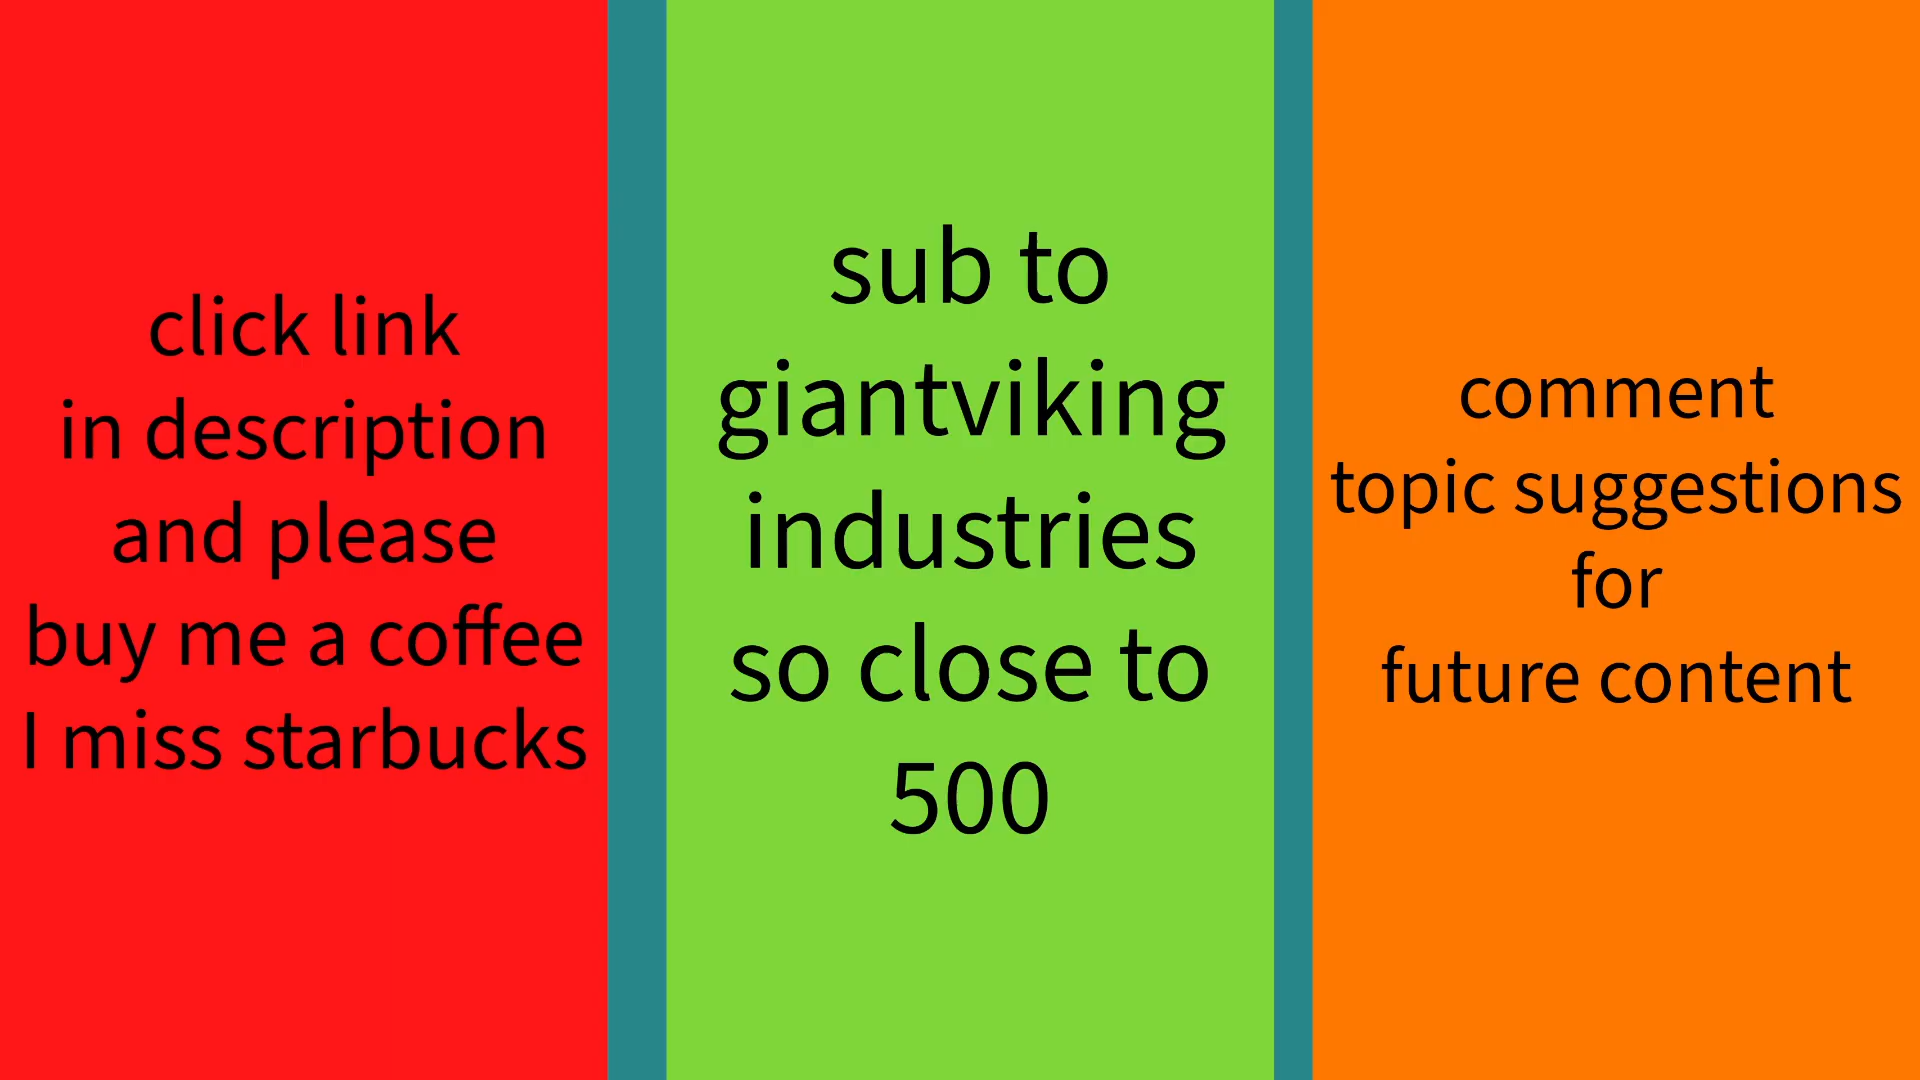 click link
in description
and please
buy me a coffee
I miss starbucks
sub to
giantviking
industries
so close to
500
comment
topic suggestions
for
future content